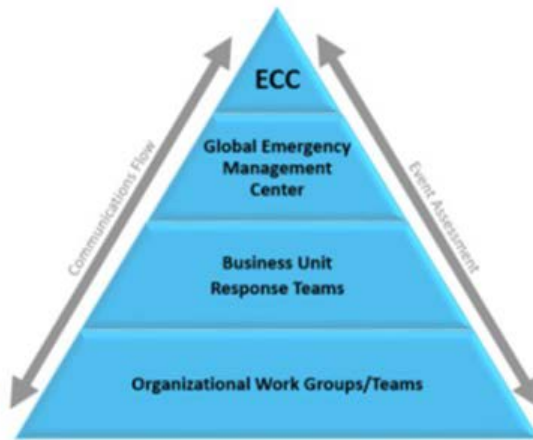 ECC
Global Emergency
Management
Center
Communications Flow
Event Assessment
Business Unit
Response Teams
Organizational Work Groups/Teams